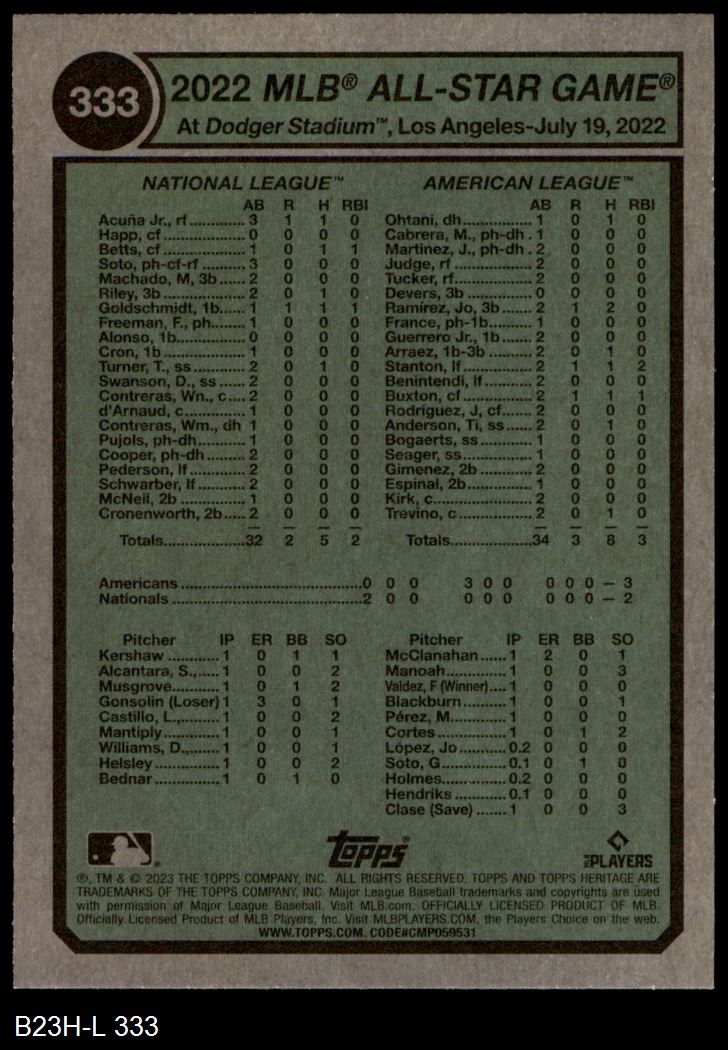 333
2022 MLB® ALL-STAR GAME®
At Dodger Stadium™, Los Angeles-July 19, 2022
NATIONAL LEAGUE™
AB R H RBI
Acuña Jr., rf.............3 1 1 0
Happ, cf...................0 0 0 0
Betts, cf...................1 0 1 1
Soto, ph-cf-rf .........3 0 0 0
Machado, M, 3b.....2 0 0 0
Riley, 3b..................2 0 1 0
Goldschmidt, 1b.....1 1 1 1
Freeman, F., ph......1 0 0 0
Alonso, 1b..............0 0 0 0
Cron, 1b.................1 0 0 0
Turner, T., ss..........2 0 1 0
Swanson, D., ss .....2 0 0 0
Contreras, Wn., c....2 0 0 0
d'Arnaud, c.............1 0 0 0
Contreras, Wm., dh 1 0 0 0
Pujols, ph-dh..........1 0 0 0
Cooper, ph-dh........2 0 0 0
Pederson, lf............2 0 0 0
Schwarber, lf..........2 0 0 0
McNeil, 2b..............1 0 0 0
Cronenworth, 2b.....2 0 0 0
Totals...................32 2 5 2
AMERICAN LEAGUE™
AB R H RBI
Ohtani, dh................1 0 1 0
Cabrera, M., ph-dh . 1 0 0 0
Martinez, J., ph-dh . 2 0 0 0
Judge, rf..................2 0 0 0
Tucker, rf.................2 0 0 0
Devers, 3b...............0 0 0 0
Ramírez, Jo, 3b.......2 1 2 0
France, ph-1b..........1 0 0 0
Guerrero Jr., 1b.......2 0 0 0
Arraez, 1b-3b..........2 0 1 0
Stanton, lf...............2 1 1 2
Benintendi, lf..........2 0 0 0
Buxton, cf...............2 1 1 1
Rodríguez, J, cf......2 0 0 0
Anderson, Ti, ss......2 0 1 0
Bogaerts, ss............1 0 0 0
Seager, ss...............1 0 0 0
Gimenez, 2b............2 0 0 0
Espinal, 2b..............1 0 0 0
Kirk, c.....................2 0 0 0
Trevino, c................2 0 1 0
Totals....................34 3 8 3
Americans .......................................0 0 0 3 0 0 0 0 0 — 3
Nationals .........................................2 0 0 0 0 0 0 0 0 — 2
Pitcher IP ER BB SO
Kershaw ............1 0 1 1
Alcantara, S.,.....1 0 0 2
Musgrove..........1 0 1 2
Gonsolin (Loser) 1 3 0 1
Castillo, L.,........1 0 0 2
Mantiply............1 0 0 1
Williams, D.,......1 0 0 1
Helsley..............1 0 0 2
Bednar..............1 0 1 0
Pitcher IP ER BB SO
McClanahan......1 2 0 1
Manoah.............1 0 0 3
Valdez, F (Winner)....1 0 0 0
Blackburn..........1 0 0 1
Pérez, M............1 0 0 0
Cortes...............1 0 1 2
López, Jo..........0.2 0 0 0
Soto, G.............0.1 0 1 0
Holmes.............0.2 0 0 0
Hendriks...........0.1 0 0 0
Clase (Save).......1 0 0 3
TOPPS®
THE PLAYERS
®, TM & © 2023 THE TOPPS COMPANY, INC. ALL RIGHTS RESERVED. TOPPS AND TOPPS HERITAGE ARE
TRADEMARKS OF THE TOPPS COMPANY, INC. Major League Baseball trademarks and copyrights are used
with permission of Major League Baseball. Visit MLB.com. OFFICIALLY LICENSED PRODUCT OF MLB.
Officially Licensed Product of MLB Players, Inc. Visit MLBPLAYERS.COM, the Players Choice on the web.
WWW.TOPPS.COM. CODE#CMP059531
B23H-L 333